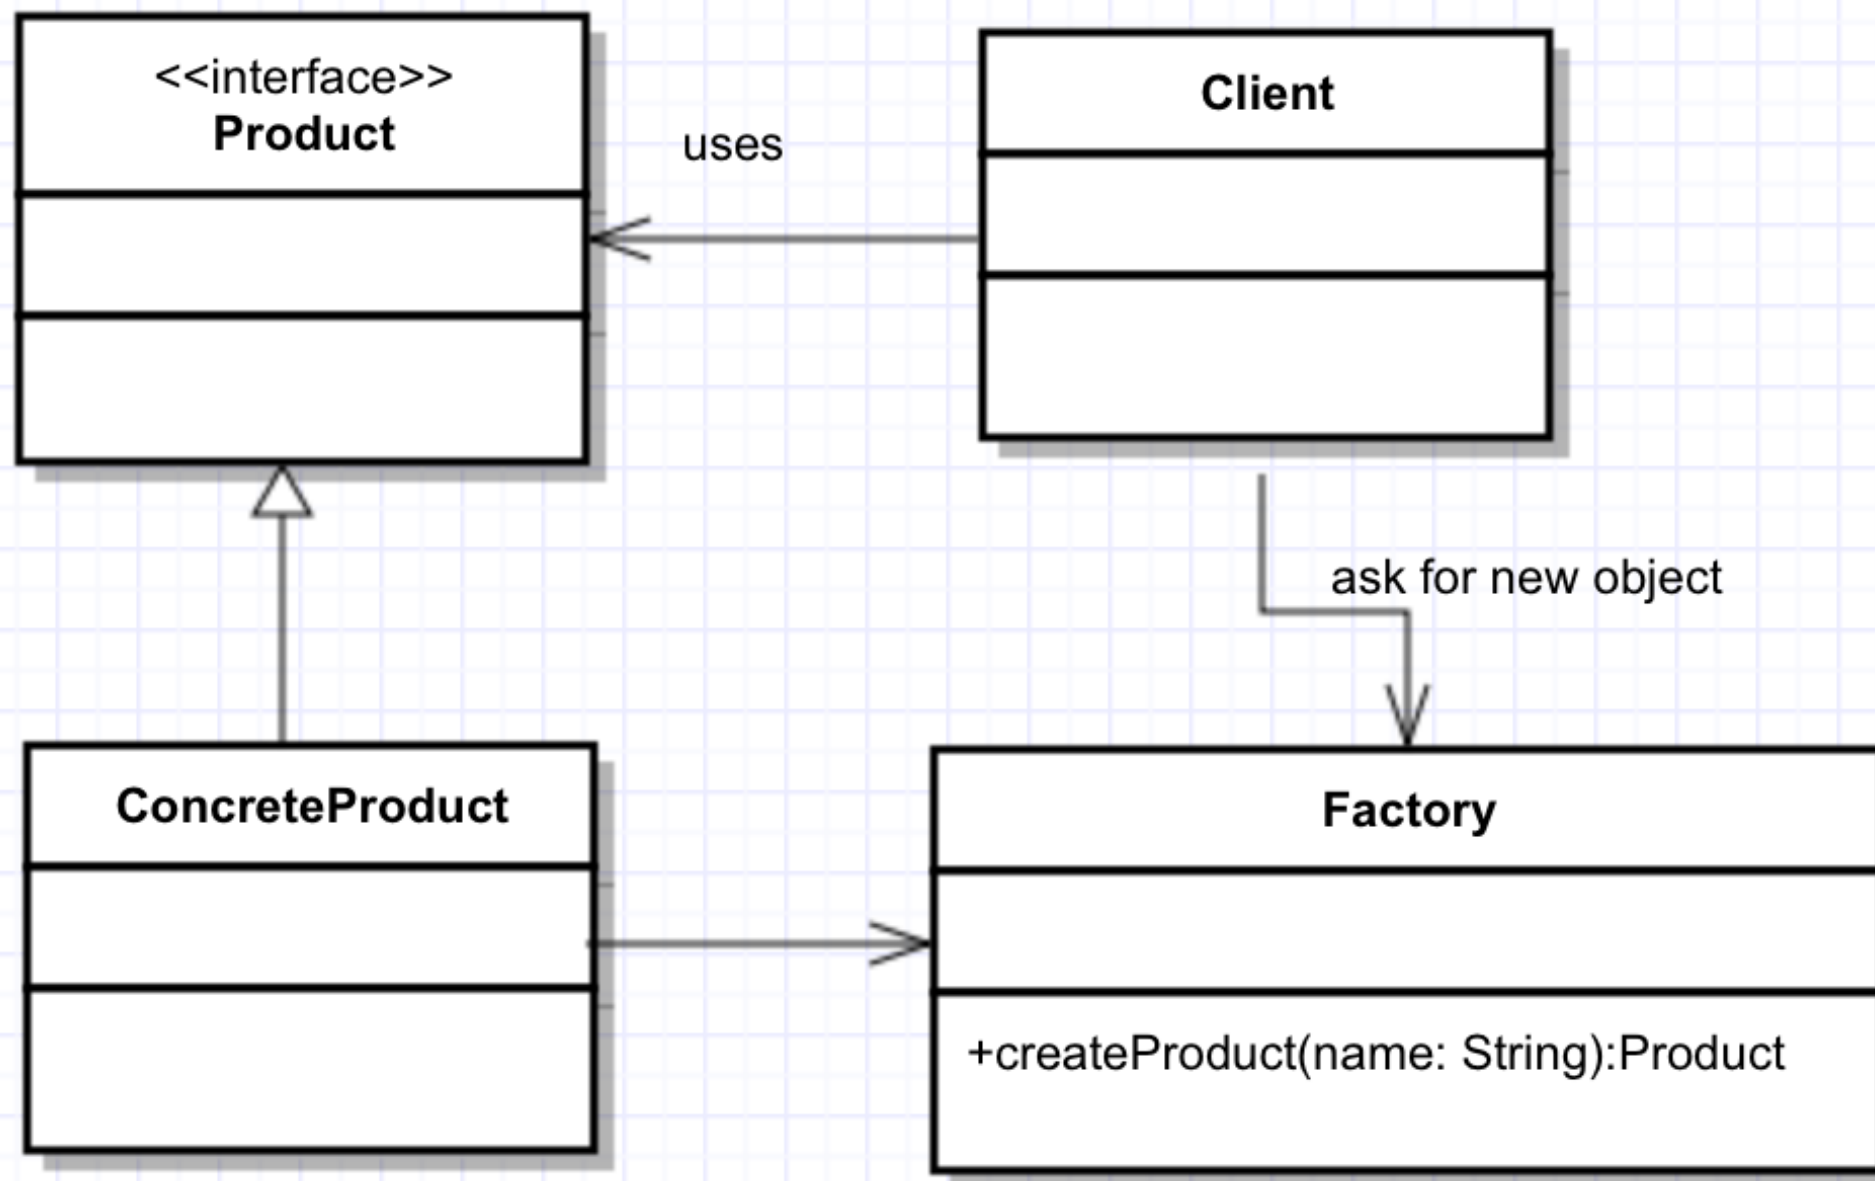 <<interface>>
Product
uses
Client
ask for new object
ConcreteProduct
Factory
+createProduct(name: String):Product